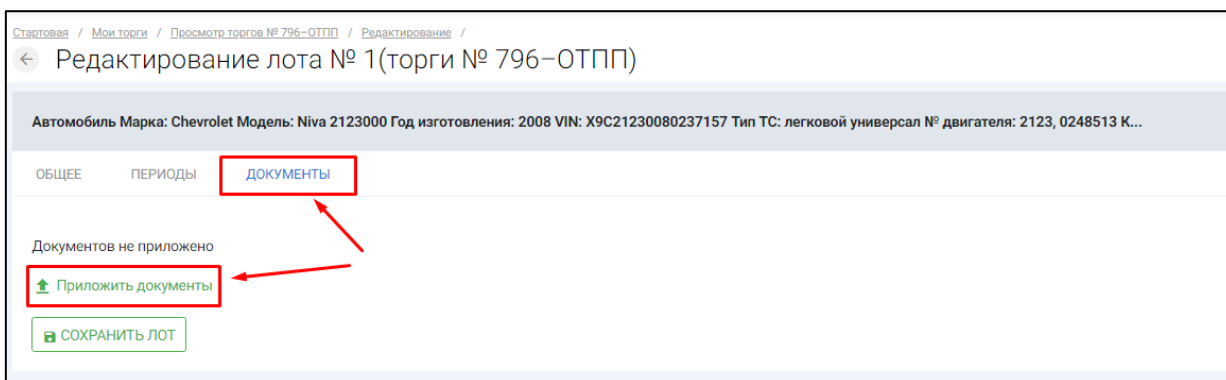 Стартовая / Мои торги / Просмотр торгов № 796-ОТПП / Редактирование /
Редактирование лота № 1(торги № 796-ОТПП)
Автомобиль Марка: Chevrolet Модель: Niva 2123000 Год изготовления: 2008 VIN: X9C21230080237157 Тип ТС: легковой универсал № двигателя: 2123, 0248513 К...
ОБЩЕЕ ПЕРИОДЫ ДОКУМЕНТЫ
Документов не приложено
Приложить документы
СОХРАНИТЬ ЛОТ